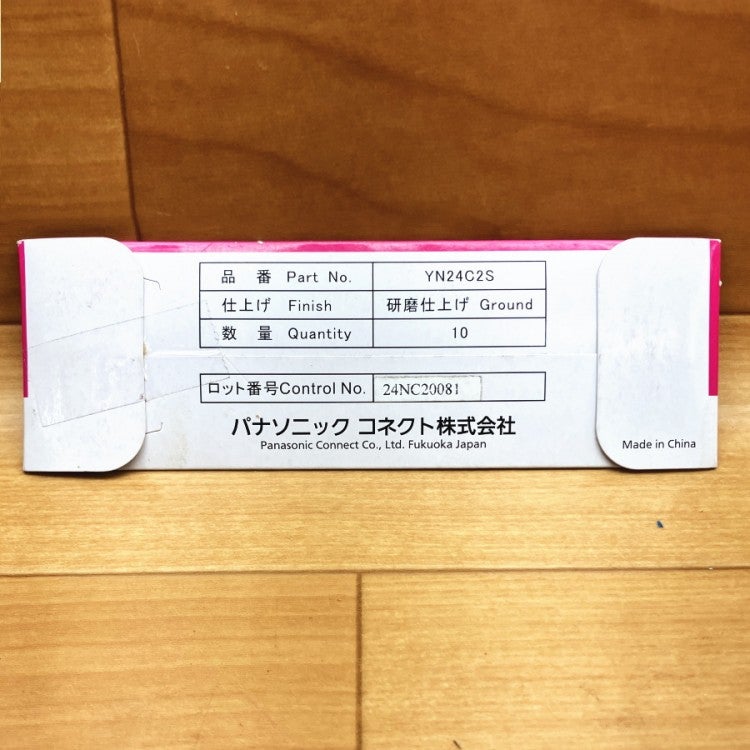 品 番 Part No. YN24C2S
仕上げ Finish 研磨仕上げ Ground
数 量 Quantity 10
ロット番号Control No. 24NC20081
パナソニック コネクト株式会社
Panasonic Connect Co., Ltd. Fukuoka Japan
Made in China